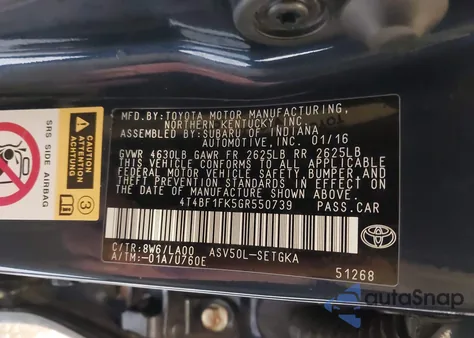 MFD.BY:TOYOTA MOTOR MANUFACTURING,
NORTHERN KENTUCKY, INC.
ASSEMBLED BY:SUBARU OF INDIANA
AUTOMOTIVE, INC. 01/16
GVWR 4630LB GAWR FR 2625LB RR 2625LB
THIS VEHICLE CONFORMS TO ALL APPLICABLE
FEDERAL MOTOR VEHICLE SAFETY, BUMPER, AND
THEFT PREVENTION STANDARDS IN EFFECT ON
THE DATE OF MANUFACTURE SHOWN ABOVE.
4T4BF1FK5GR550739 PASS.CAR
C/TR:8W6/LA00 ASV50L-SETGKA
A/TM:-01A/U760E
TOYOTA
51268
SRS SIDE AIRBAG
3
autoSnap